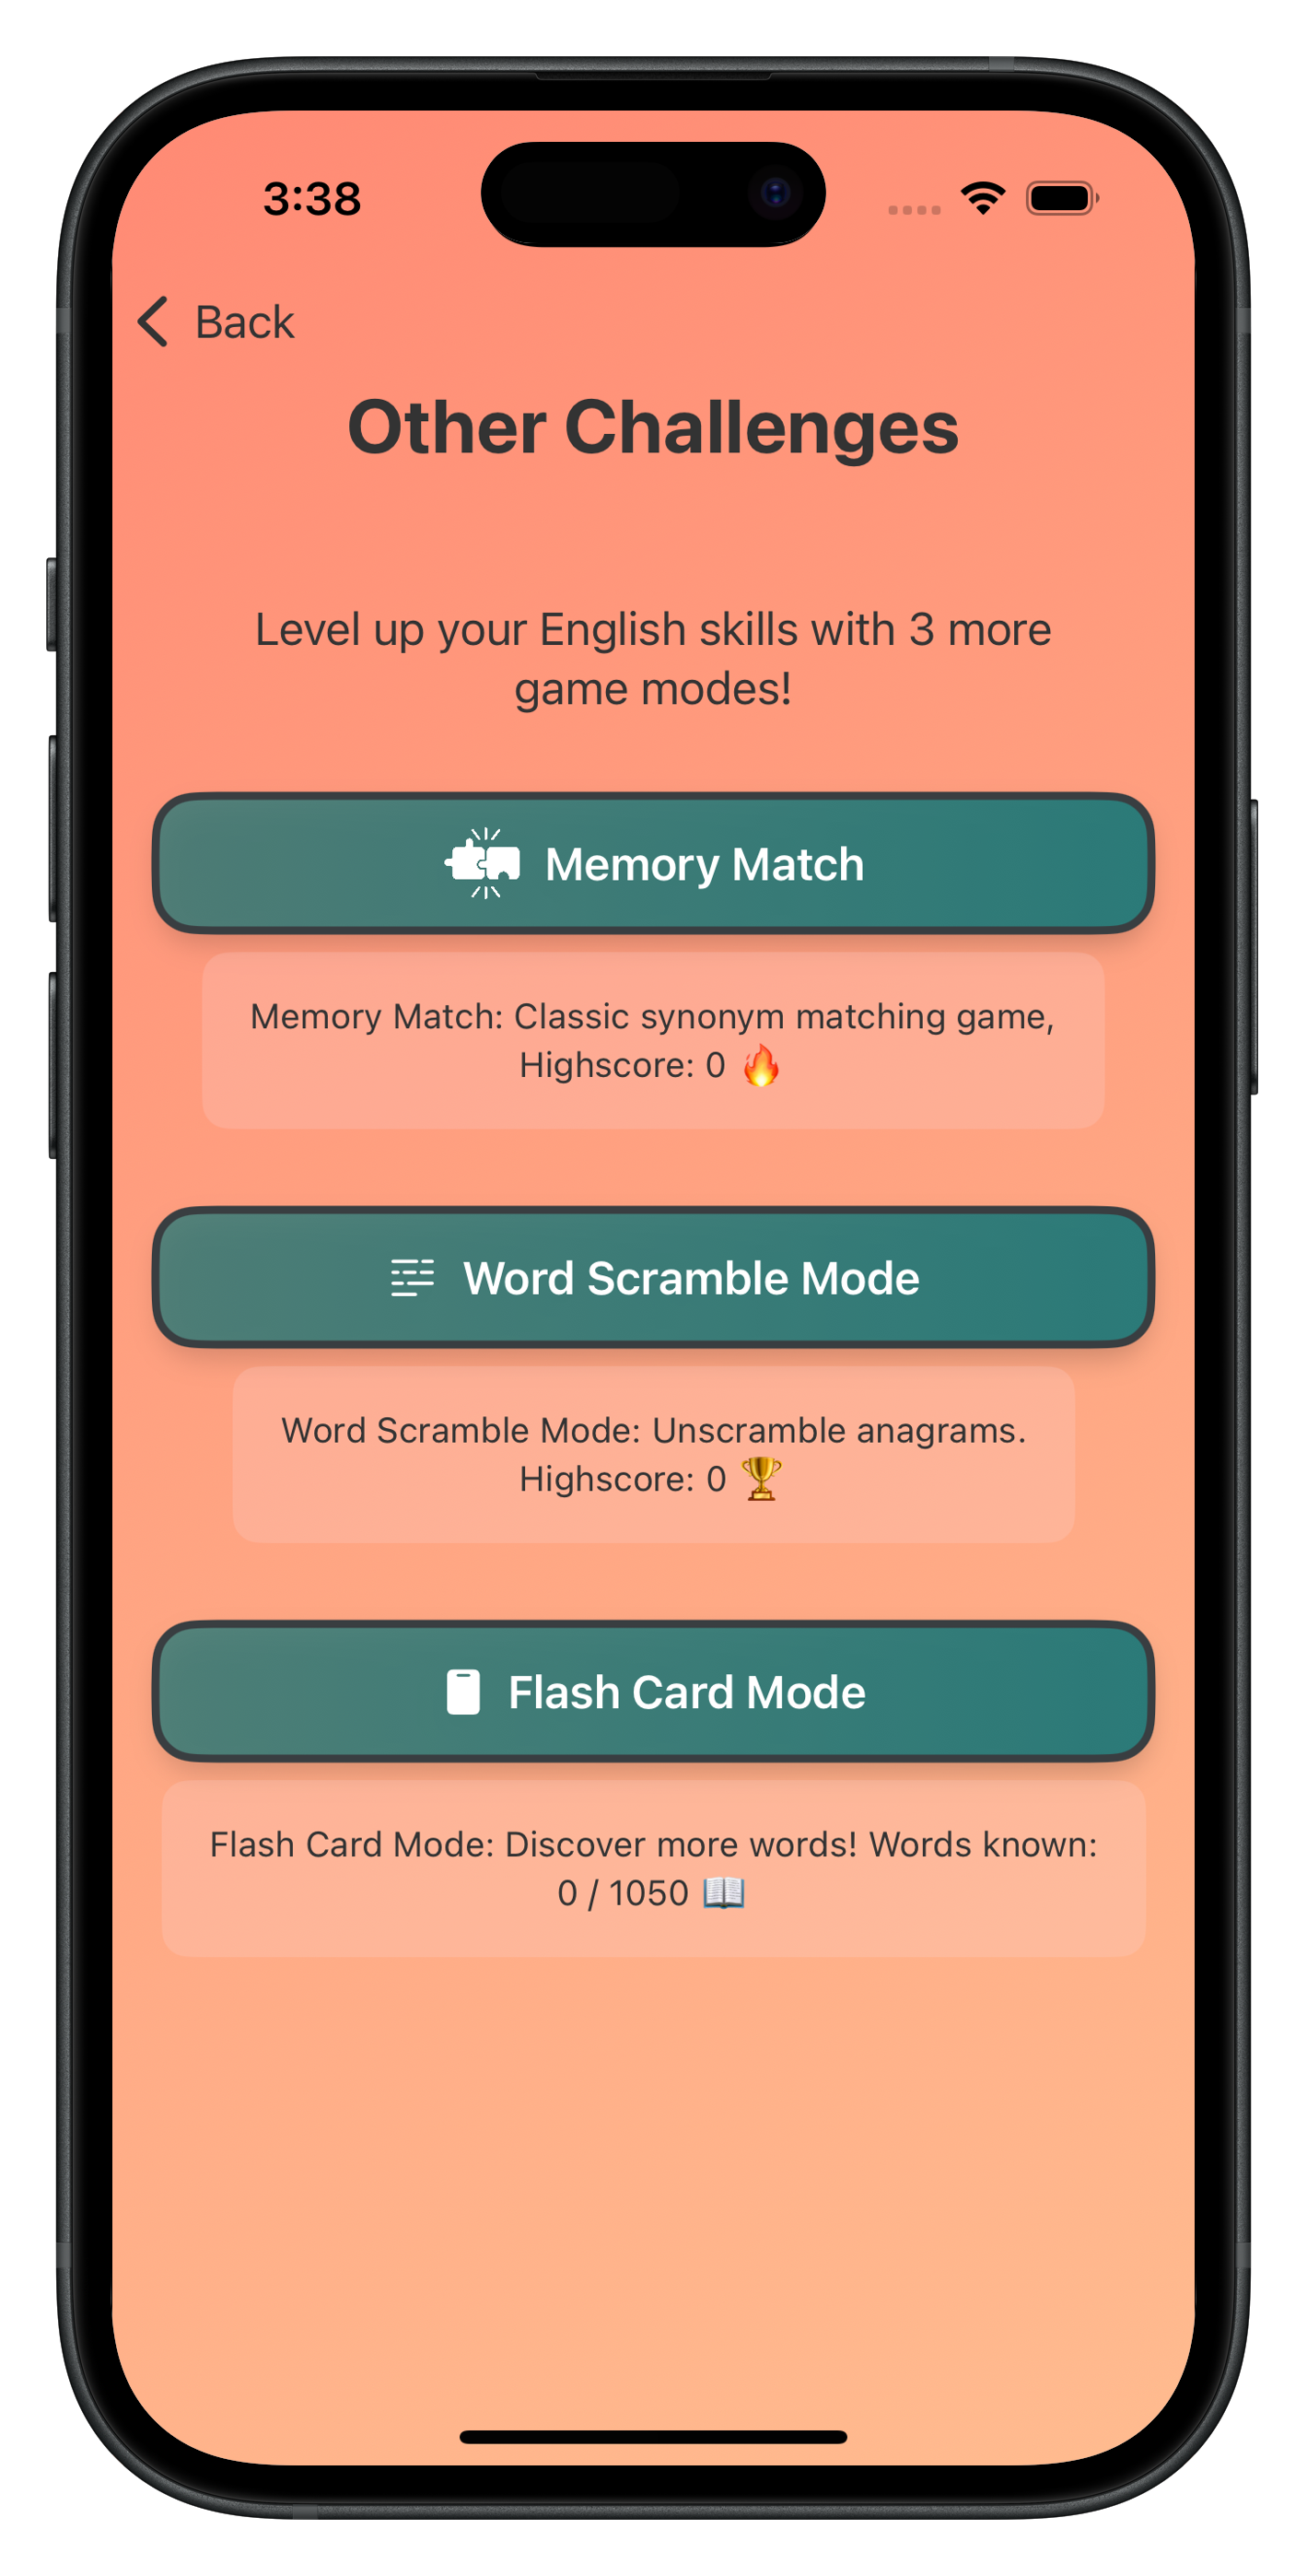 3:38
Back
Other Challenges
Level up your English skills with 3 more
game modes!
Memory Match
Memory Match: Classic synonym matching game,
Highscore: 0 🔥
Word Scramble Mode
Word Scramble Mode: Unscramble anagrams.
Highscore: 0 🏆
Flash Card Mode
Flash Card Mode: Discover more words! Words known:
0 / 1050 📖